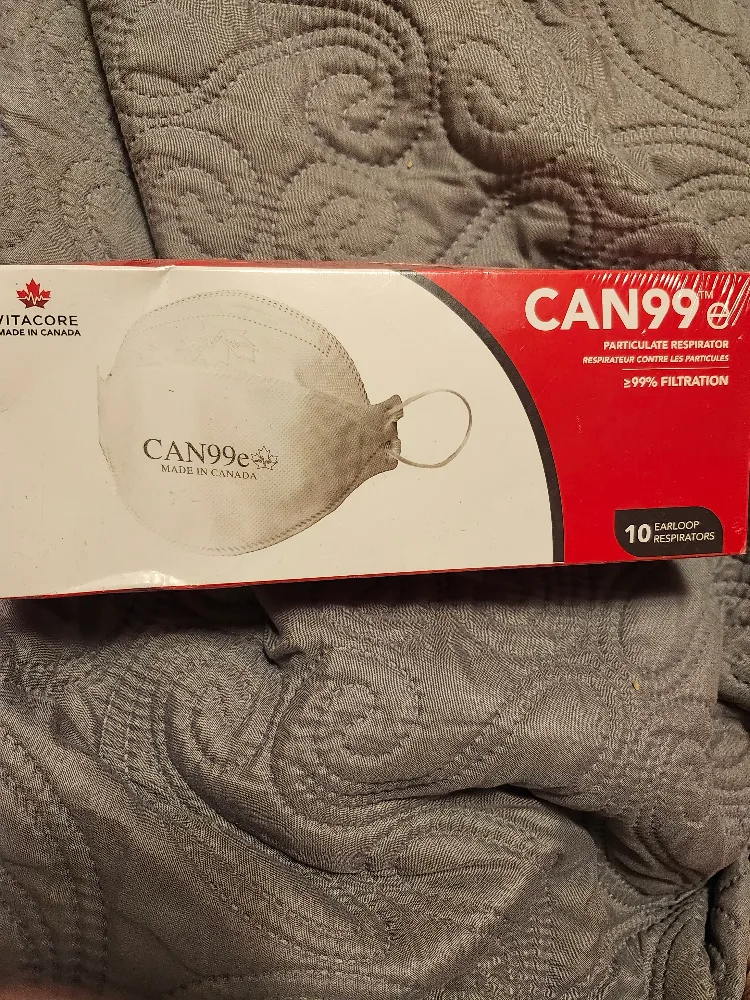 VITACORE
MADE IN CANADA
CAN99e
MADE IN CANADA
CAN99™ e
PARTICULATE RESPIRATOR
RESPIRATEUR CONTRE LES PARTICULES
≥99% FILTRATION
10 EARLOOP
RESPIRATORS